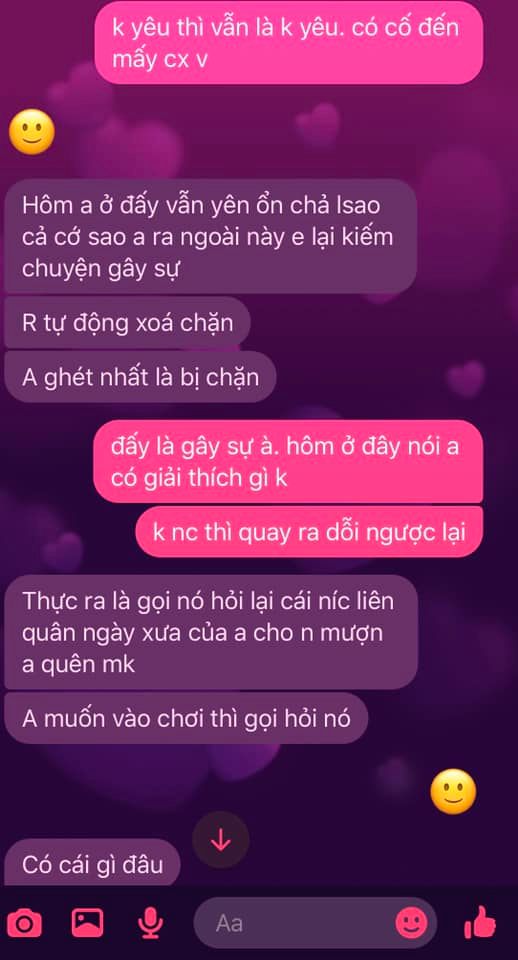 k yêu thì vẫn là k yêu. có cố đến
mấy cx v
Hôm a ở đấy vẫn yên ổn chả lsao
cả cớ sao a ra ngoài này e lại kiếm
chuyện gây sự
R tự động xoá chặn
A ghét nhất là bị chặn
đấy là gây sự à. hôm ở đây nói a
có giải thích gì k
k nc thì quay ra dỗi ngược lại
Thực ra là gọi nó hỏi lại cái níc liên
quân ngày xưa của a cho n mượn
a quên mk
A muốn vào chơi thì gọi hỏi nó
Có cái gì đâu
Aa